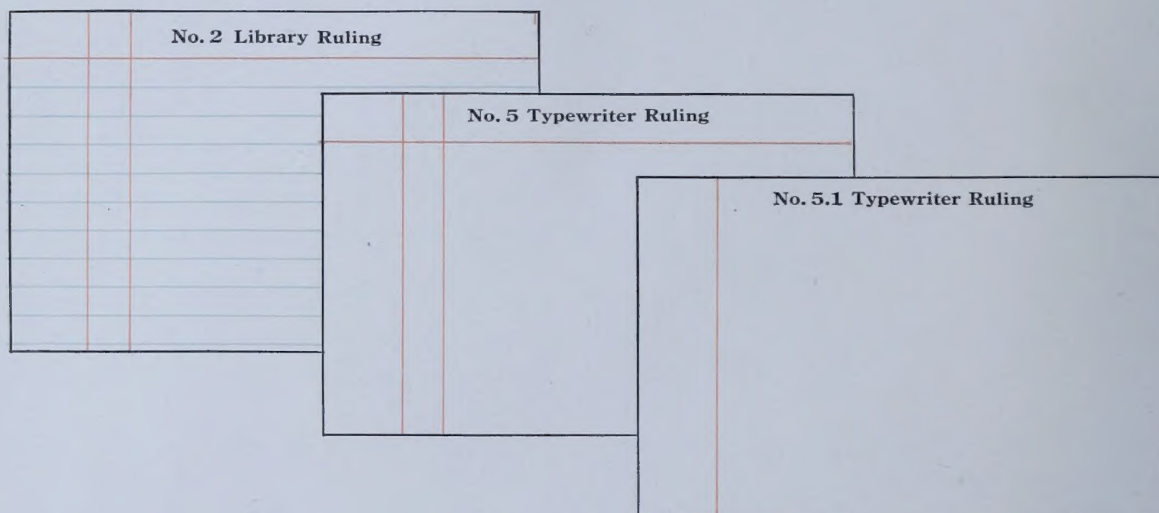 No. 2 Library Ruling
No. 5 Typewriter Ruling
No. 5.1 Typewriter Ruling